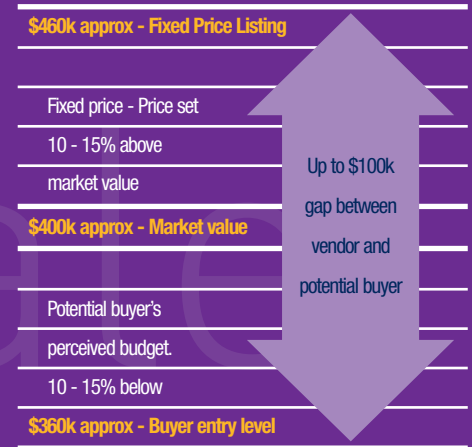 $460k approx - Fixed Price Listing
Fixed price - Price set
10 - 15% above
market value
$400k approx - Market value
Potential buyer's
perceived budget.
10 - 15% below
$360k approx - Buyer entry level
Up to $100k
gap between
vendor and
potential buyer
ale